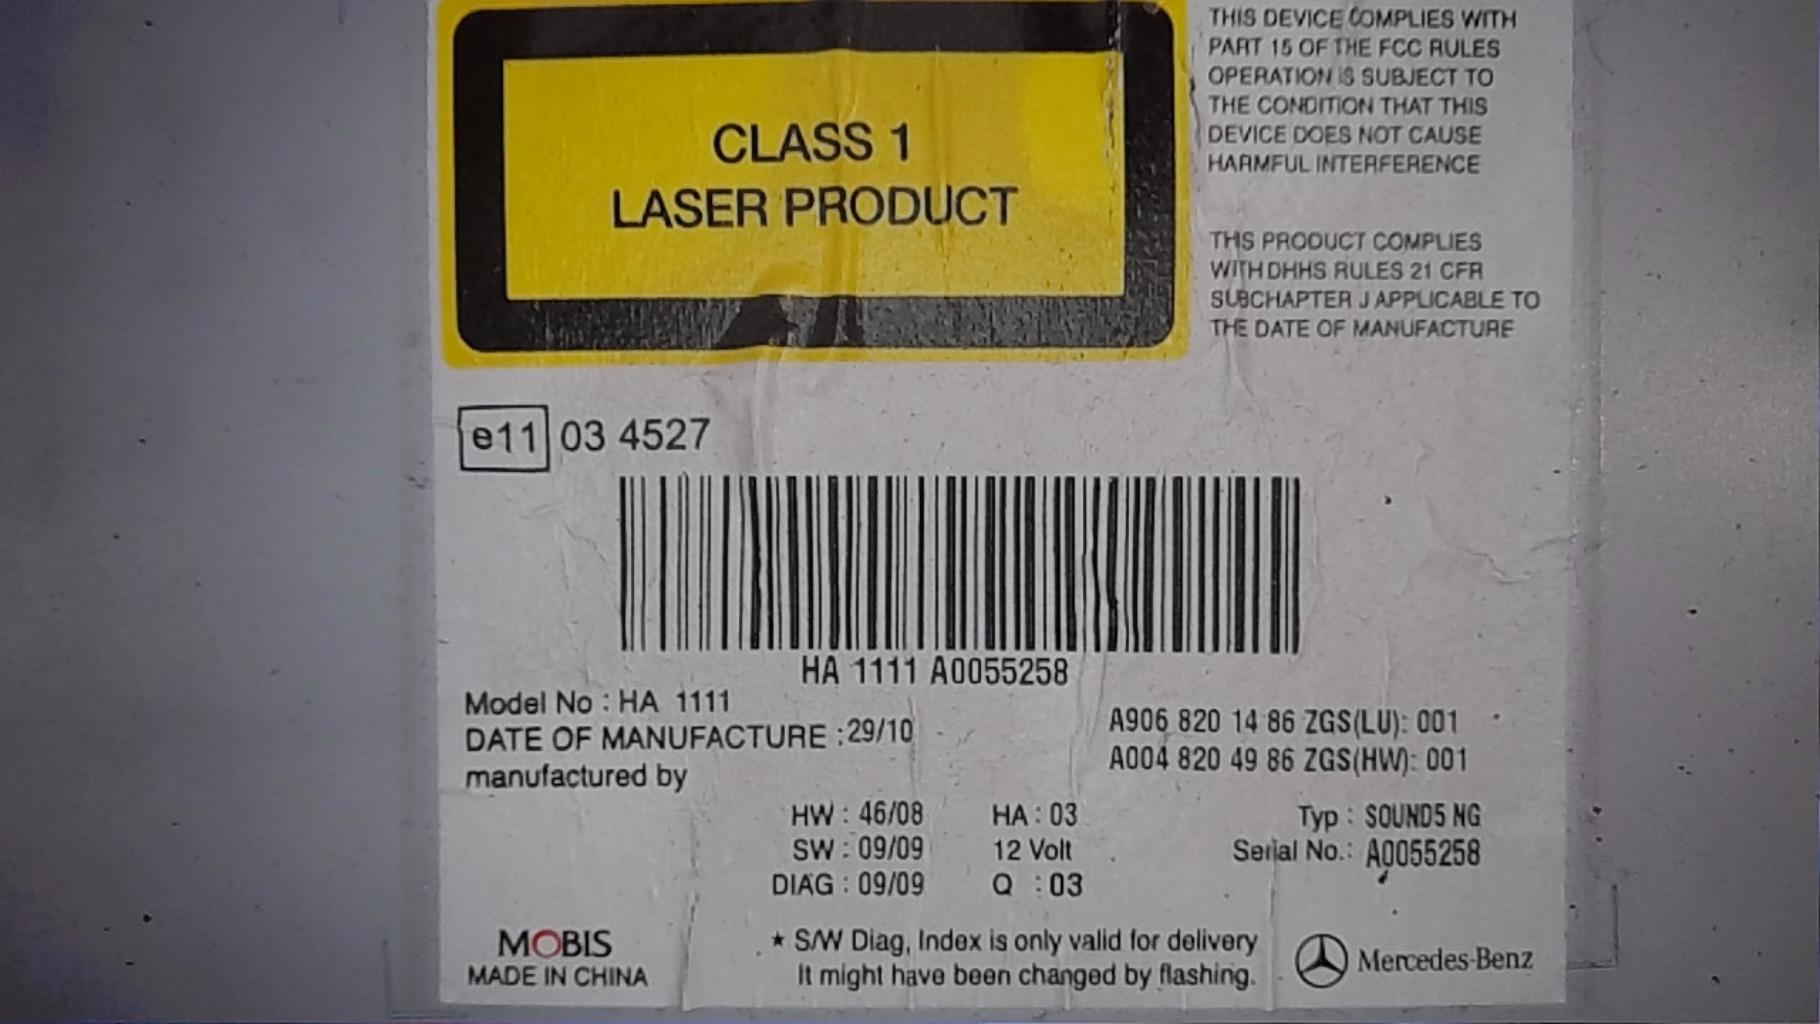 CLASS 1
LASER PRODUCT
THIS DEVICE COMPLIES WITH
PART 15 OF THE FCC RULES
OPERATION IS SUBJECT TO
THE CONDITION THAT THIS
DEVICE DOES NOT CAUSE
HARMFUL INTERFERENCE
THIS PRODUCT COMPLIES
WITH DHHS RULES 21 CFR
SUBCHAPTER J APPLICABLE TO
THE DATE OF MANUFACTURE
e11 03 4527
HA 1111 A0055258
Model No : HA 1111
DATE OF MANUFACTURE : 29/10
manufactured by
A906 820 14 86 ZGS(LU): 001
A004 820 49 86 ZGS(HW): 001
HW : 46/08 HA : 03 Typ : SOUND5 NG
SW : 09/09 12 Volt Serial No.: A0055258
DIAG : 09/09 Q : 03
MOBIS
MADE IN CHINA
★ S/W Diag, Index is only valid for delivery
It might have been changed by flashing.
Mercedes-Benz